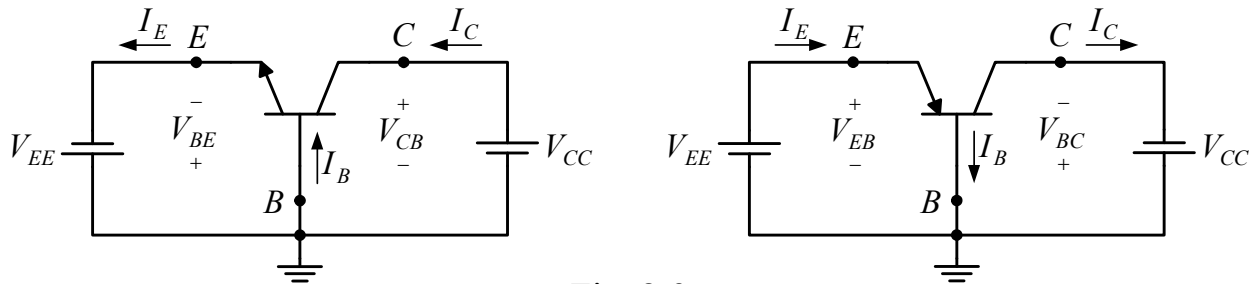 I_E E C I_C I_E E C I_C
− + + −
V_EE V_BE V_CB V_CC V_EE V_EB V_BC V_CC
+ − − +
I_B I_B
B B